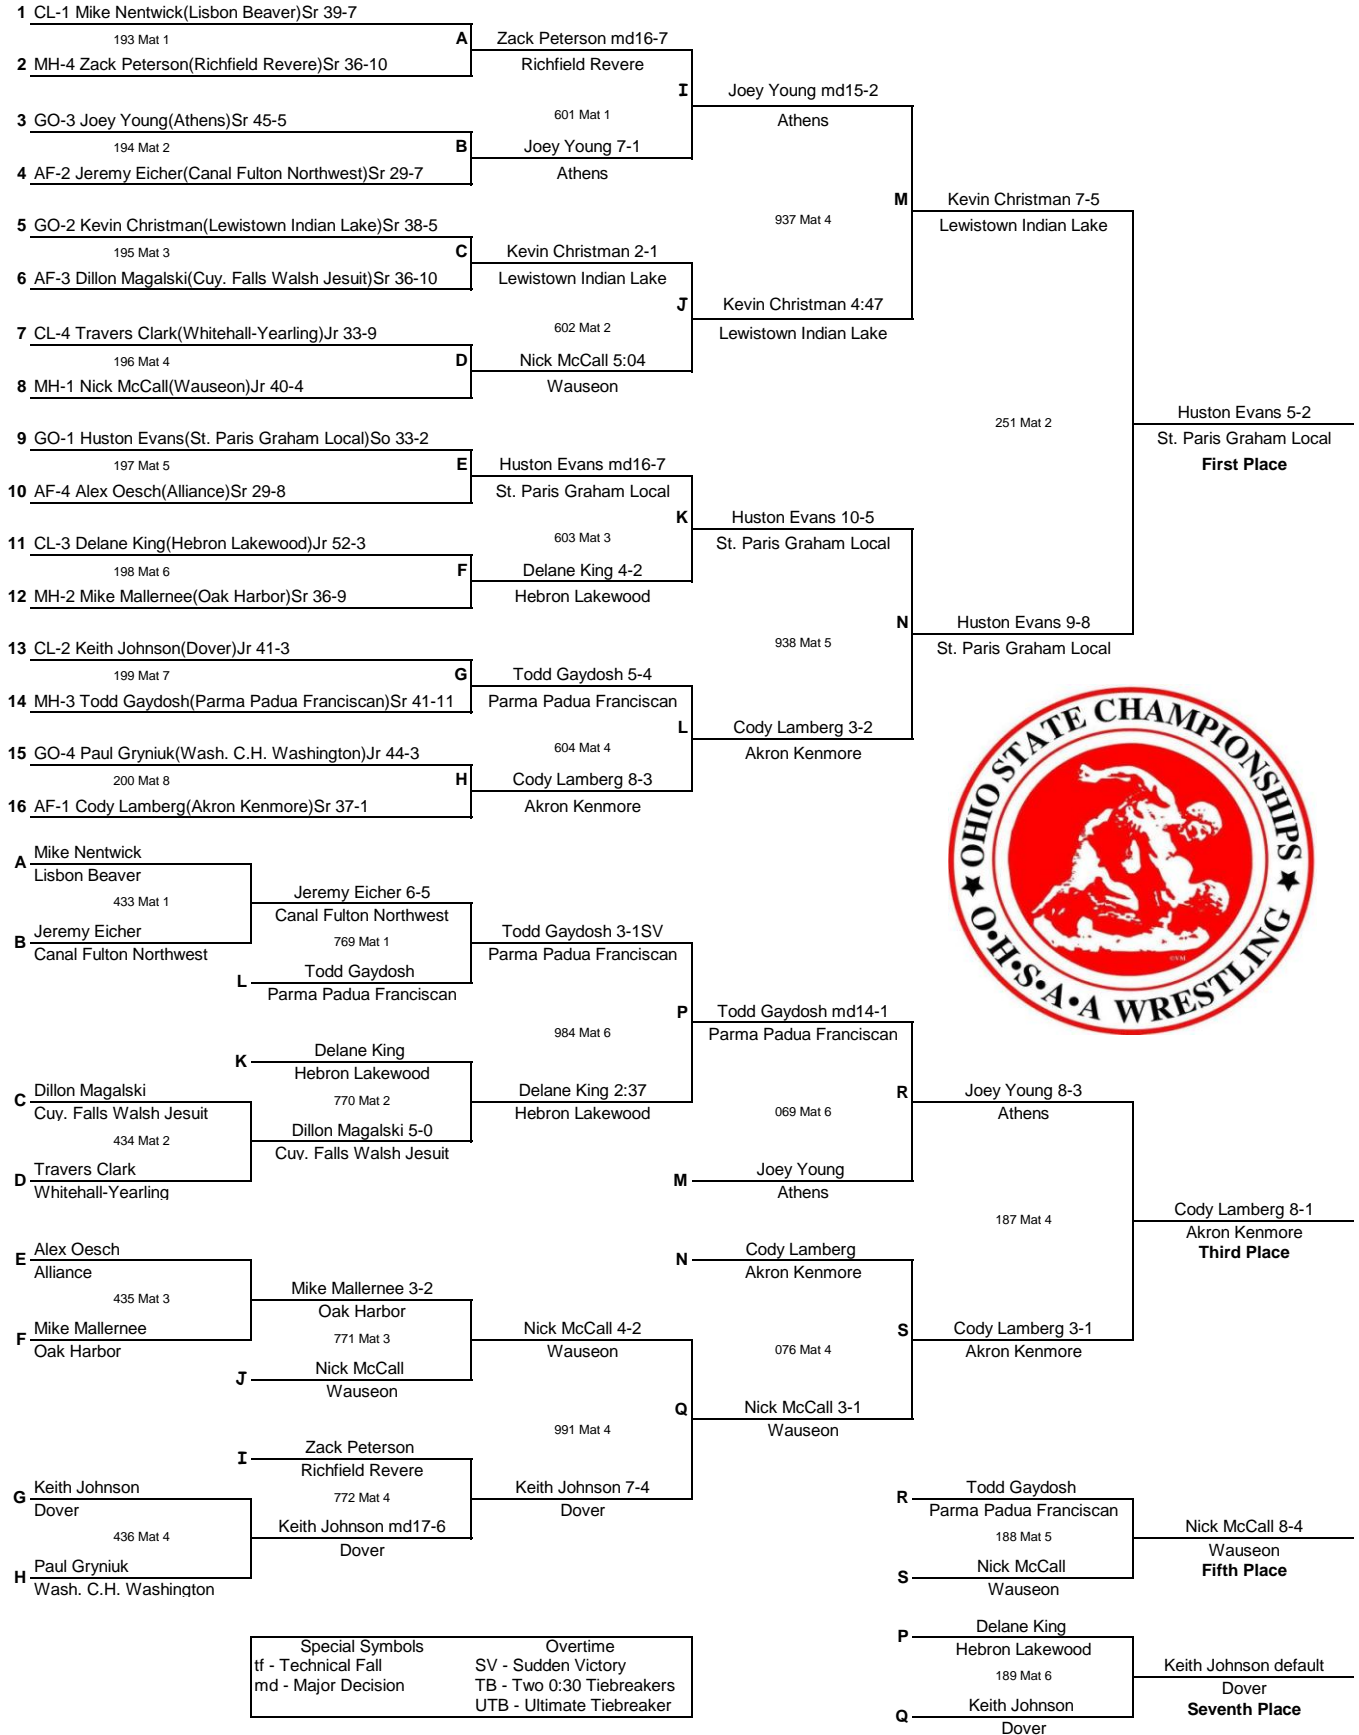 1 CL-1 Mike Nentwick(Lisbon Beaver)Sr 39-7
193 Mat 1
A
2 MH-4 Zack Peterson(Richfield Revere)Sr 36-10
Zack Peterson md16-7
Richfield Revere
3 GO-3 Joey Young(Athens)Sr 45-5
194 Mat 2
B
4 AF-2 Jeremy Eicher(Canal Fulton Northwest)Sr 29-7
601 Mat 1
I
Joey Young 7-1
Athens
Joey Young md15-2
Athens
5 GO-2 Kevin Christman(Lewistown Indian Lake)Sr 38-5
195 Mat 3
C
6 AF-3 Dillon Magalski(Cuy. Falls Walsh Jesuit)Sr 36-10
Kevin Christman 2-1
Lewistown Indian Lake
7 CL-4 Travers Clark(Whitehall-Yearling)Jr 33-9
196 Mat 4
D
8 MH-1 Nick McCall(Wauseon)Jr 40-4
602 Mat 2
J
Nick McCall 5:04
Wauseon
Kevin Christman 4:47
Lewistown Indian Lake
937 Mat 4
M
Kevin Christman 7-5
Lewistown Indian Lake
9 GO-1 Huston Evans(St. Paris Graham Local)So 33-2
197 Mat 5
E
10 AF-4 Alex Oesch(Alliance)Sr 29-8
Huston Evans md16-7
St. Paris Graham Local
11 CL-3 Delane King(Hebron Lakewood)Jr 52-3
198 Mat 6
F
12 MH-2 Mike Mallernee(Oak Harbor)Sr 36-9
603 Mat 3
K
Delane King 4-2
Hebron Lakewood
Huston Evans 10-5
St. Paris Graham Local
13 CL-2 Keith Johnson(Dover)Jr 41-3
199 Mat 7
G
14 MH-3 Todd Gaydosh(Parma Padua Franciscan)Sr 41-11
Todd Gaydosh 5-4
Parma Padua Franciscan
15 GO-4 Paul Gryniuk(Wash. C.H. Washington)Jr 44-3
200 Mat 8
H
16 AF-1 Cody Lamberg(Akron Kenmore)Sr 37-1
604 Mat 4
L
Cody Lamberg 8-3
Akron Kenmore
Cody Lamberg 3-2
Akron Kenmore
938 Mat 5
N
Huston Evans 9-8
St. Paris Graham Local
251 Mat 2
Huston Evans 5-2
St. Paris Graham Local
First Place
★ OHIO STATE CHAMPIONSHIPS ★
O•H•S•A•A WRESTLING
A Mike Nentwick
Lisbon Beaver
433 Mat 1
B Jeremy Eicher
Canal Fulton Northwest
Jeremy Eicher 6-5
Canal Fulton Northwest
769 Mat 1
L Todd Gaydosh
Parma Padua Franciscan
Todd Gaydosh 3-1SV
Parma Padua Franciscan
K Delane King
Hebron Lakewood
770 Mat 2
C Dillon Magalski
Cuy. Falls Walsh Jesuit
434 Mat 2
D Travers Clark
Whitehall-Yearling
Dillon Magalski 5-0
Cuy. Falls Walsh Jesuit
984 Mat 6
P
Delane King 2:37
Hebron Lakewood
Todd Gaydosh md14-1
Parma Padua Franciscan
069 Mat 6
R
M Joey Young
Athens
Joey Young 8-3
Athens
E Alex Oesch
Alliance
435 Mat 3
F Mike Mallernee
Oak Harbor
Mike Mallernee 3-2
Oak Harbor
771 Mat 3
J Nick McCall
Wauseon
Nick McCall 4-2
Wauseon
991 Mat 4
Q
I Zack Peterson
Richfield Revere
772 Mat 4
G Keith Johnson
Dover
436 Mat 4
H Paul Gryniuk
Wash. C.H. Washington
Keith Johnson md17-6
Dover
Keith Johnson 7-4
Dover
N Cody Lamberg
Akron Kenmore
076 Mat 4
S
Nick McCall 3-1
Wauseon
Cody Lamberg 3-1
Akron Kenmore
187 Mat 4
Cody Lamberg 8-1
Akron Kenmore
Third Place
R Todd Gaydosh
Parma Padua Franciscan
188 Mat 5
S Nick McCall
Wauseon
Nick McCall 8-4
Wauseon
Fifth Place
P Delane King
Hebron Lakewood
189 Mat 6
Q Keith Johnson
Dover
Keith Johnson default
Dover
Seventh Place
Special Symbols
tf - Technical Fall
md - Major Decision
Overtime
SV - Sudden Victory
TB - Two 0:30 Tiebreakers
UTB - Ultimate Tiebreaker